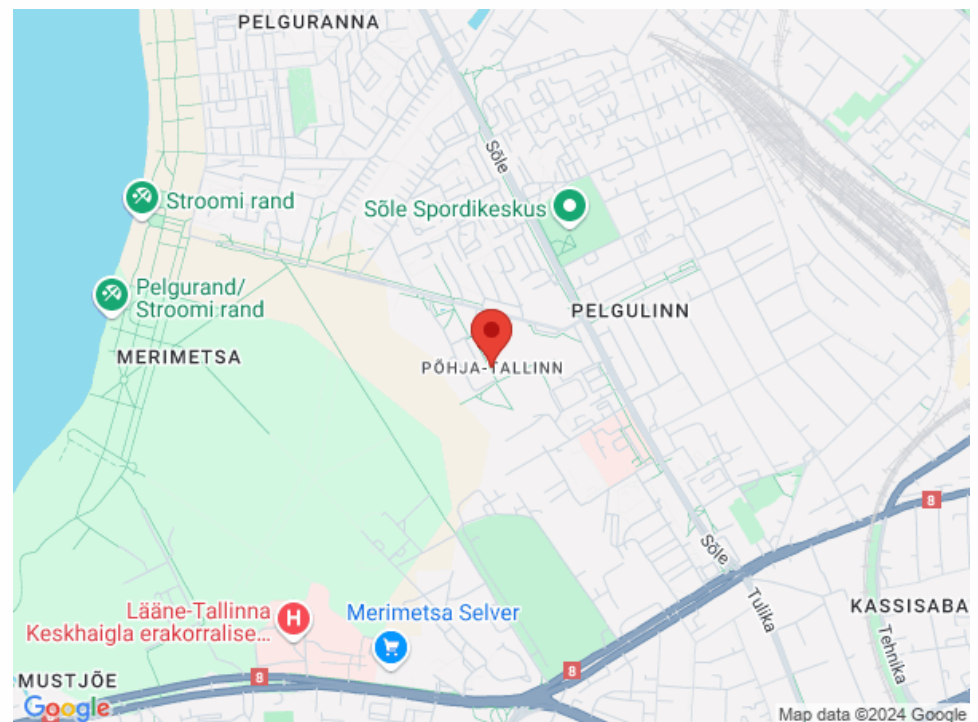 PELGURANNA
Sõle
Stroomi rand
Sõle Spordikeskus
Pelgurand/
Stroomi rand
PELGULINN
MERIMETSA
PÕHJA-TALLINN
8
Sõle
Tulika
Lääne-Tallinna
Keskhaigla erakorralise...
H
Merimetsa Selver
KASSISABA
Tehnika
8
8
MUSTJÕE
Google
Map data ©2024 Google